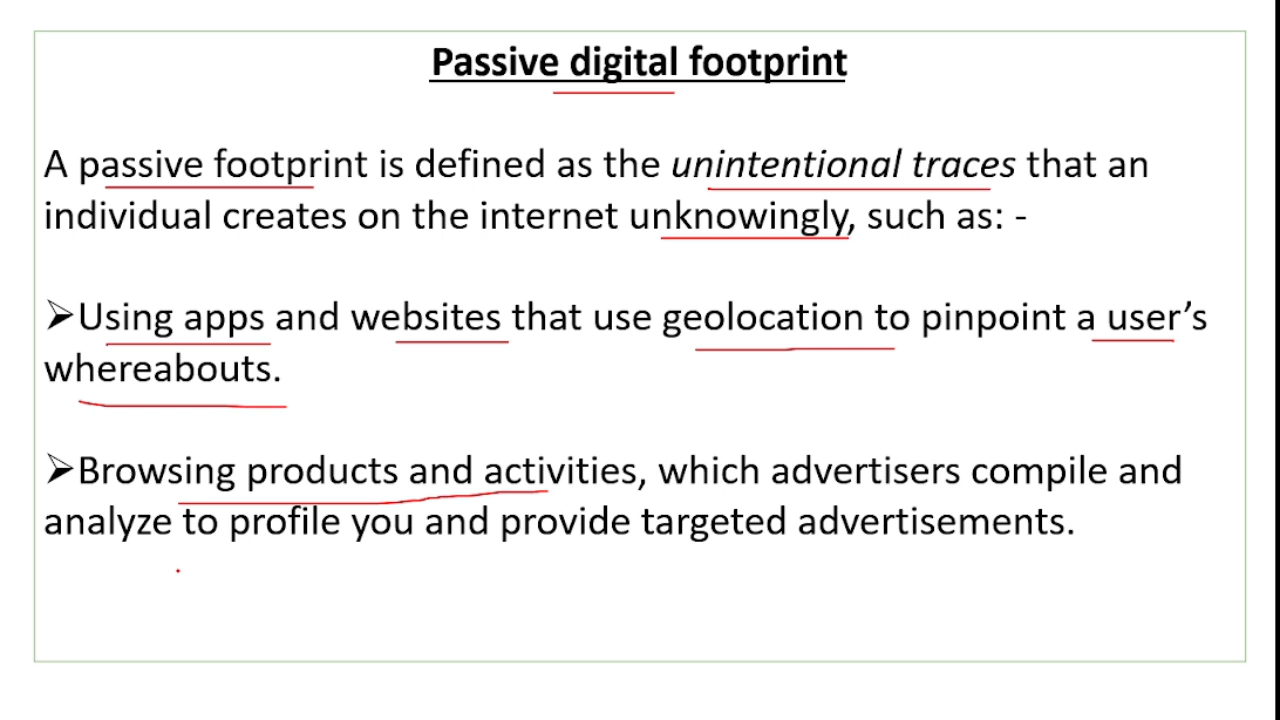 Passive digital footprint
A passive footprint is defined as the unintentional traces that an
individual creates on the internet unknowingly, such as: -
➢Using apps and websites that use geolocation to pinpoint a user’s
whereabouts.
➢Browsing products and activities, which advertisers compile and
analyze to profile you and provide targeted advertisements.